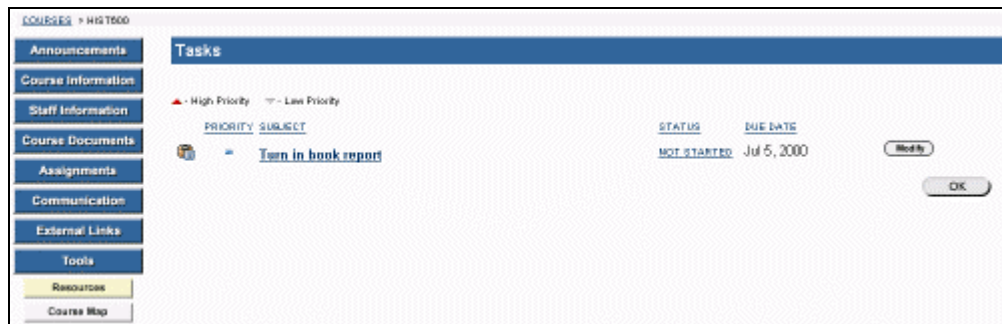 COURSES > HIST600
Announcements
Course Information
Staff Information
Course Documents
Assignments
Communication
External Links
Tools
Resources
Course Map
Tasks
- High Priority - Low Priority
PRIORITY SUBJECT STATUS DUE DATE
Turn in book report NOT STARTED Jul 5, 2000 Modify
OK